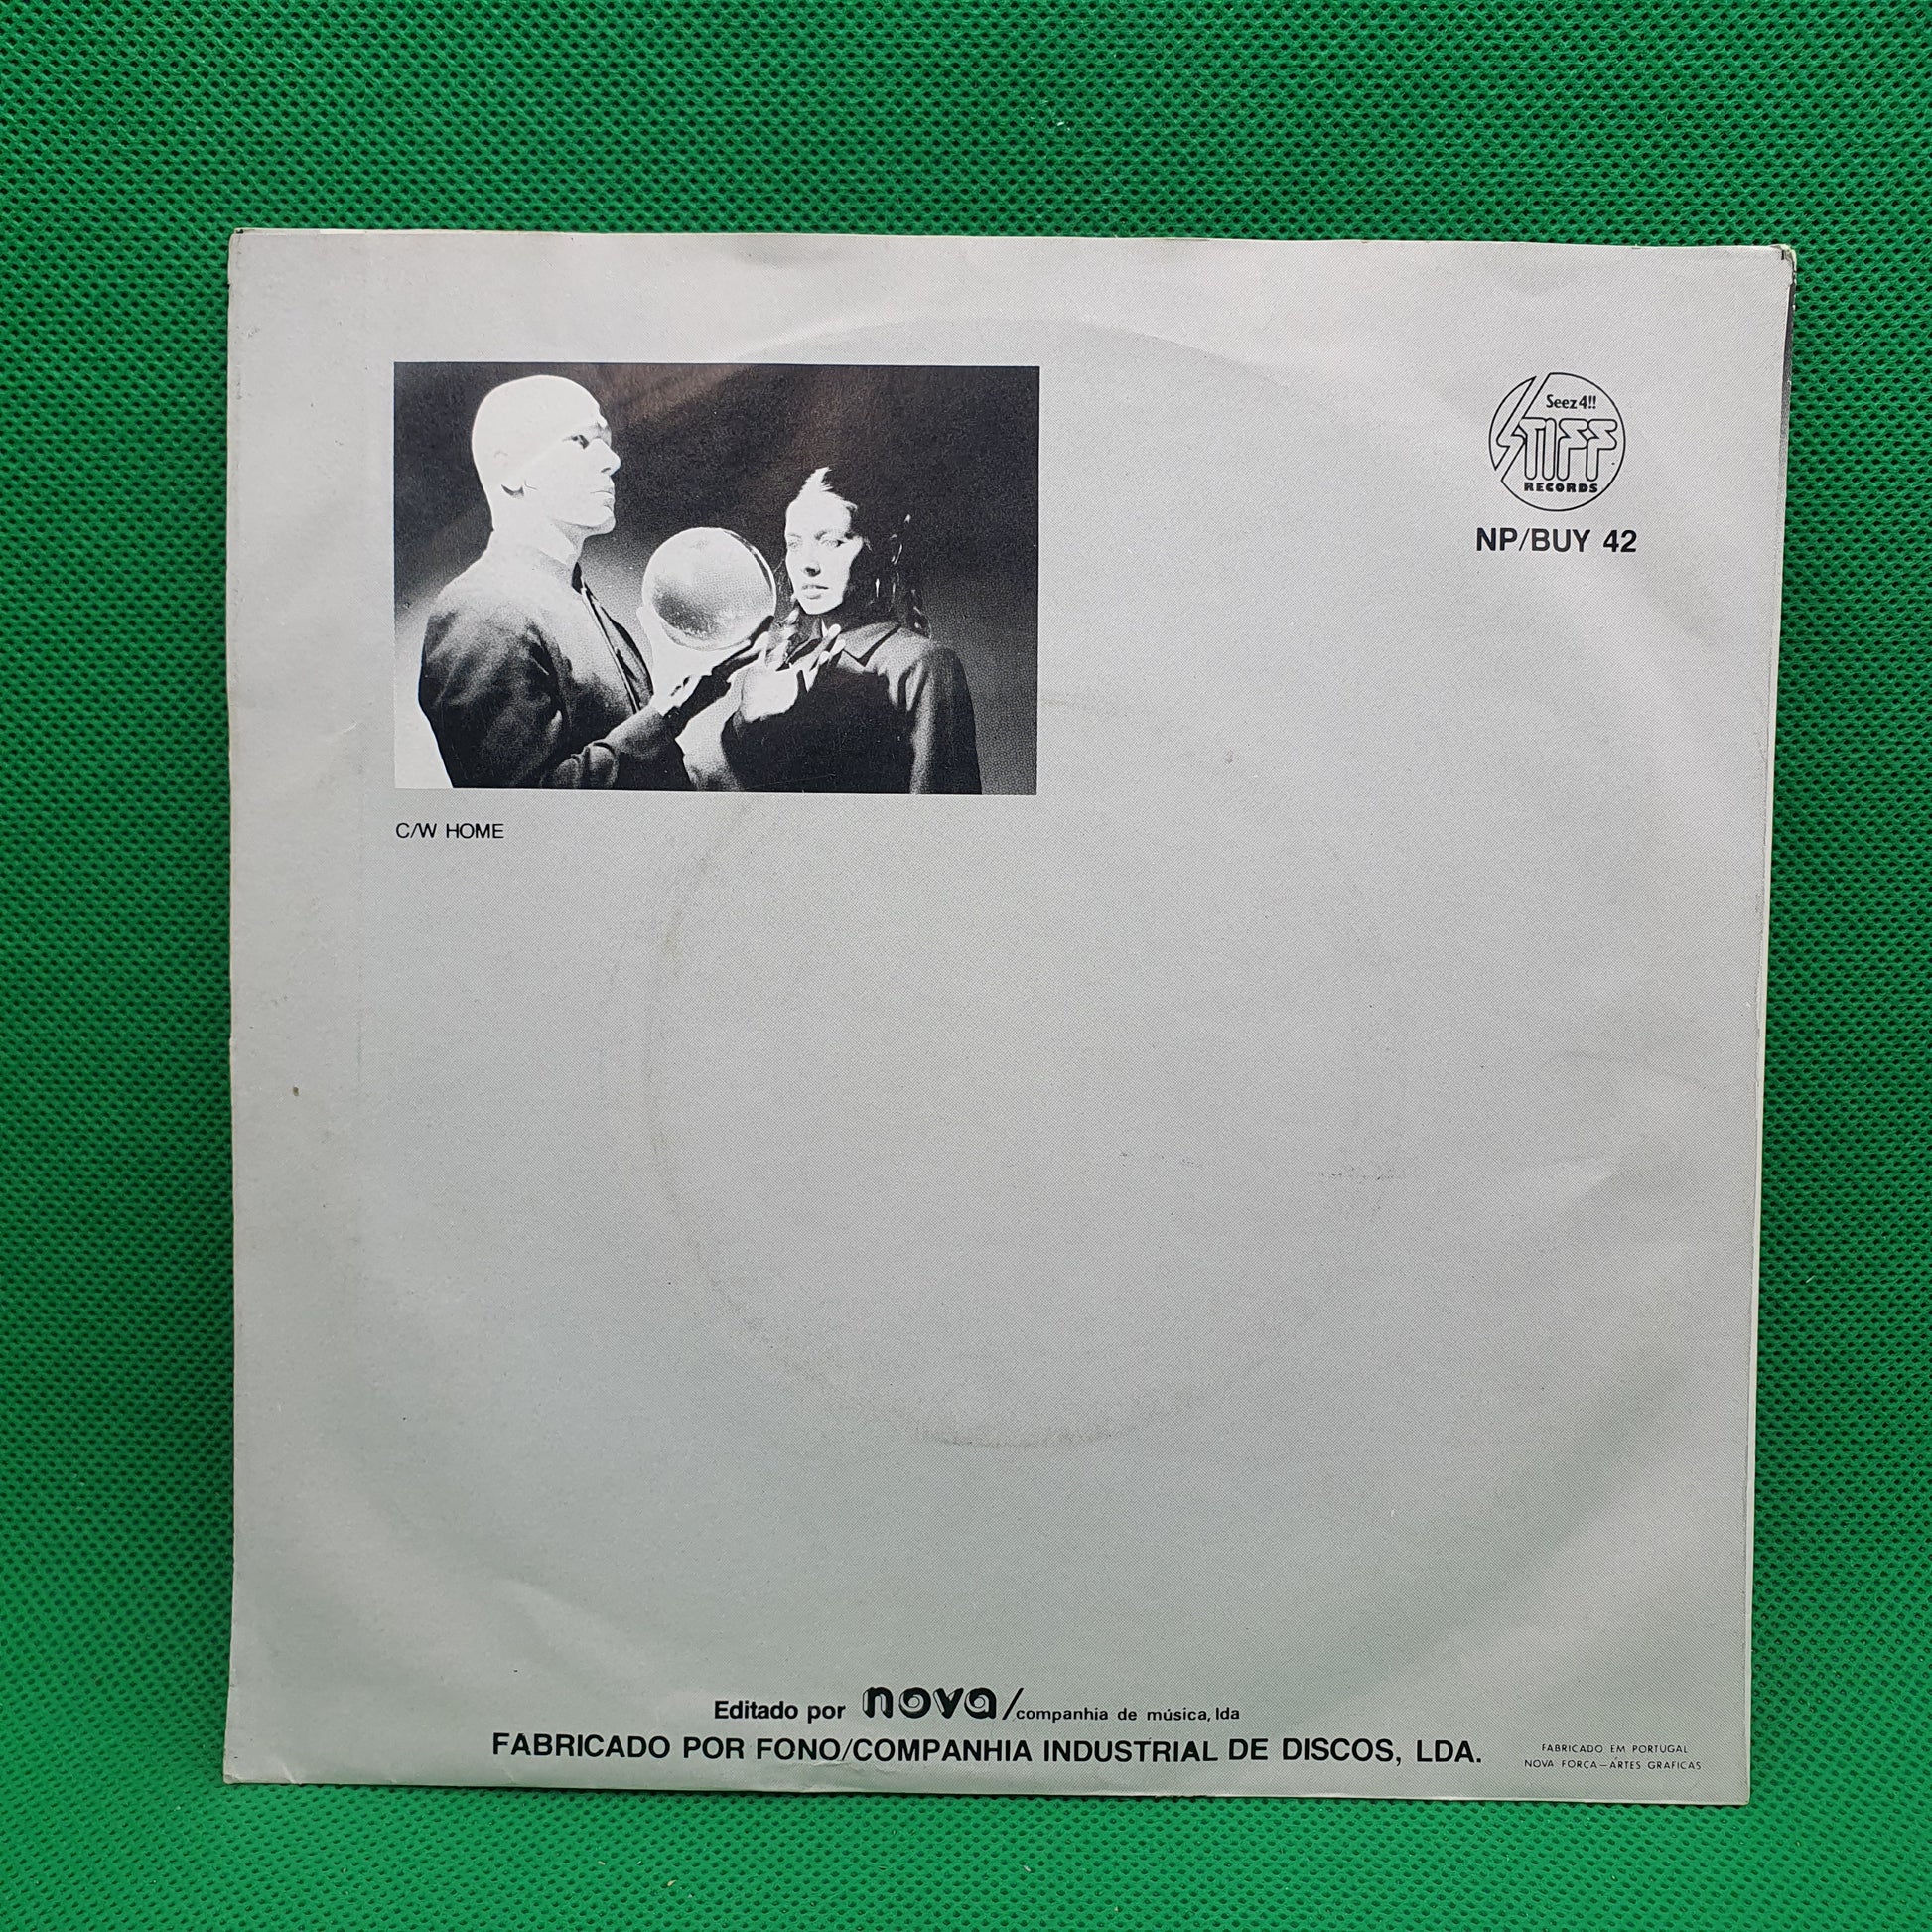 Seez 4!!
STIFF
RECORDS
NP/BUY 42
C/W HOME
Editado por nova/companhia de música, lda
FABRICADO POR FONO/COMPANHIA INDUSTRIAL DE DISCOS, LDA.
FABRICADO EM PORTUGAL
NOVA FORÇA—ARTES GRAFICAS